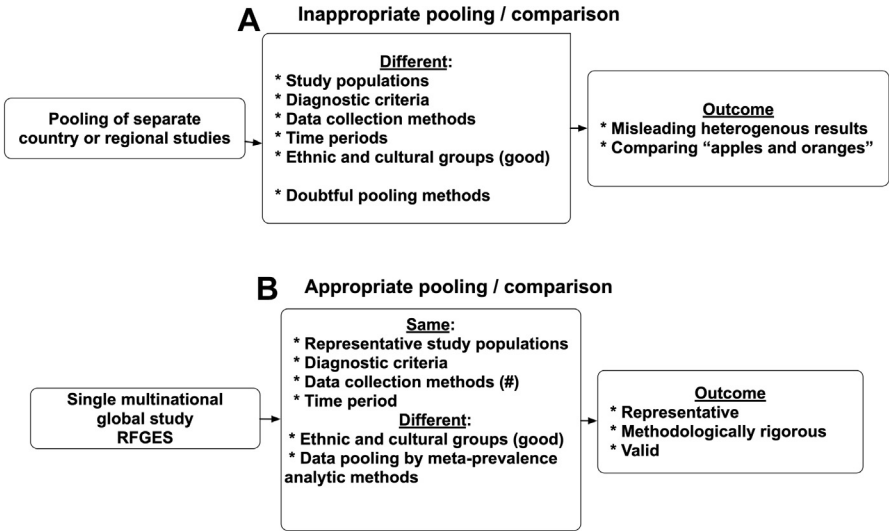 A
Inappropriate pooling / comparison
Pooling of separate
country or regional studies
Different:
* Study populations
* Diagnostic criteria
* Data collection methods
* Time periods
* Ethnic and cultural groups (good)
* Doubtful pooling methods
Outcome
* Misleading heterogenous results
* Comparing “apples and oranges”
B
Appropriate pooling / comparison
Single multinational
global study
RFGES
Same:
* Representative study populations
* Diagnostic criteria
* Data collection methods (#)
* Time period
Different:
* Ethnic and cultural groups (good)
* Data pooling by meta-prevalence
analytic methods
Outcome
* Representative
* Methodologically rigorous
* Valid